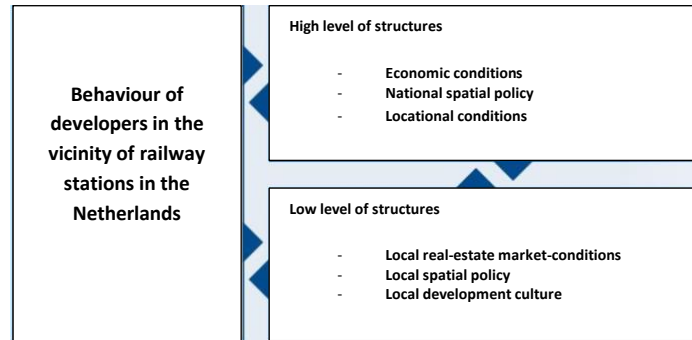 Behaviour of
developers in the
vicinity of railway
stations in the
Netherlands
High level of structures
- Economic conditions
- National spatial policy
- Locational conditions
Low level of structures
- Local real-estate market-conditions
- Local spatial policy
- Local development culture